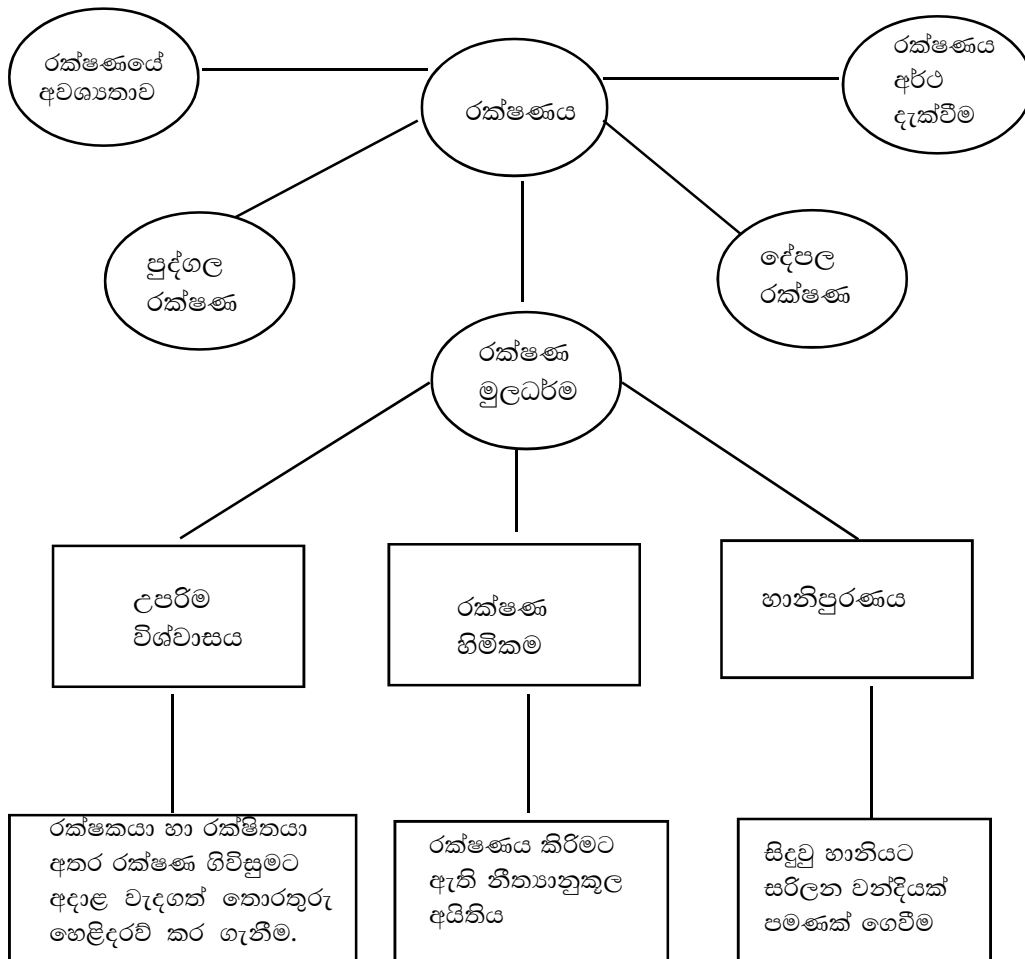 රක්ෂණයේ
අවශ්‍යතාව
රක්ෂණය
රක්ෂණය
අර්ථ
දැක්වීම
පුද්ගල
රක්ෂණ
දේපල
රක්ෂණ
රක්ෂණ
මුලධර්ම
උපරිම
විශ්වාසය
රක්ෂණ
හිමිකම
හානිපුරණය
රක්ෂකයා හා රක්ෂිතයා
අතර රක්ෂණ ගිවිසුමට
අදාළ වැදගත් තොරතුරු
හෙළිදරව් කර ගැනීම.
රක්ෂණය කිරිමට
ඇති නීත්‍යානුකූල
අයිතිය
සිදුවු හානියට
සරිලන වන්දියක්
පමණක් ගෙවීම